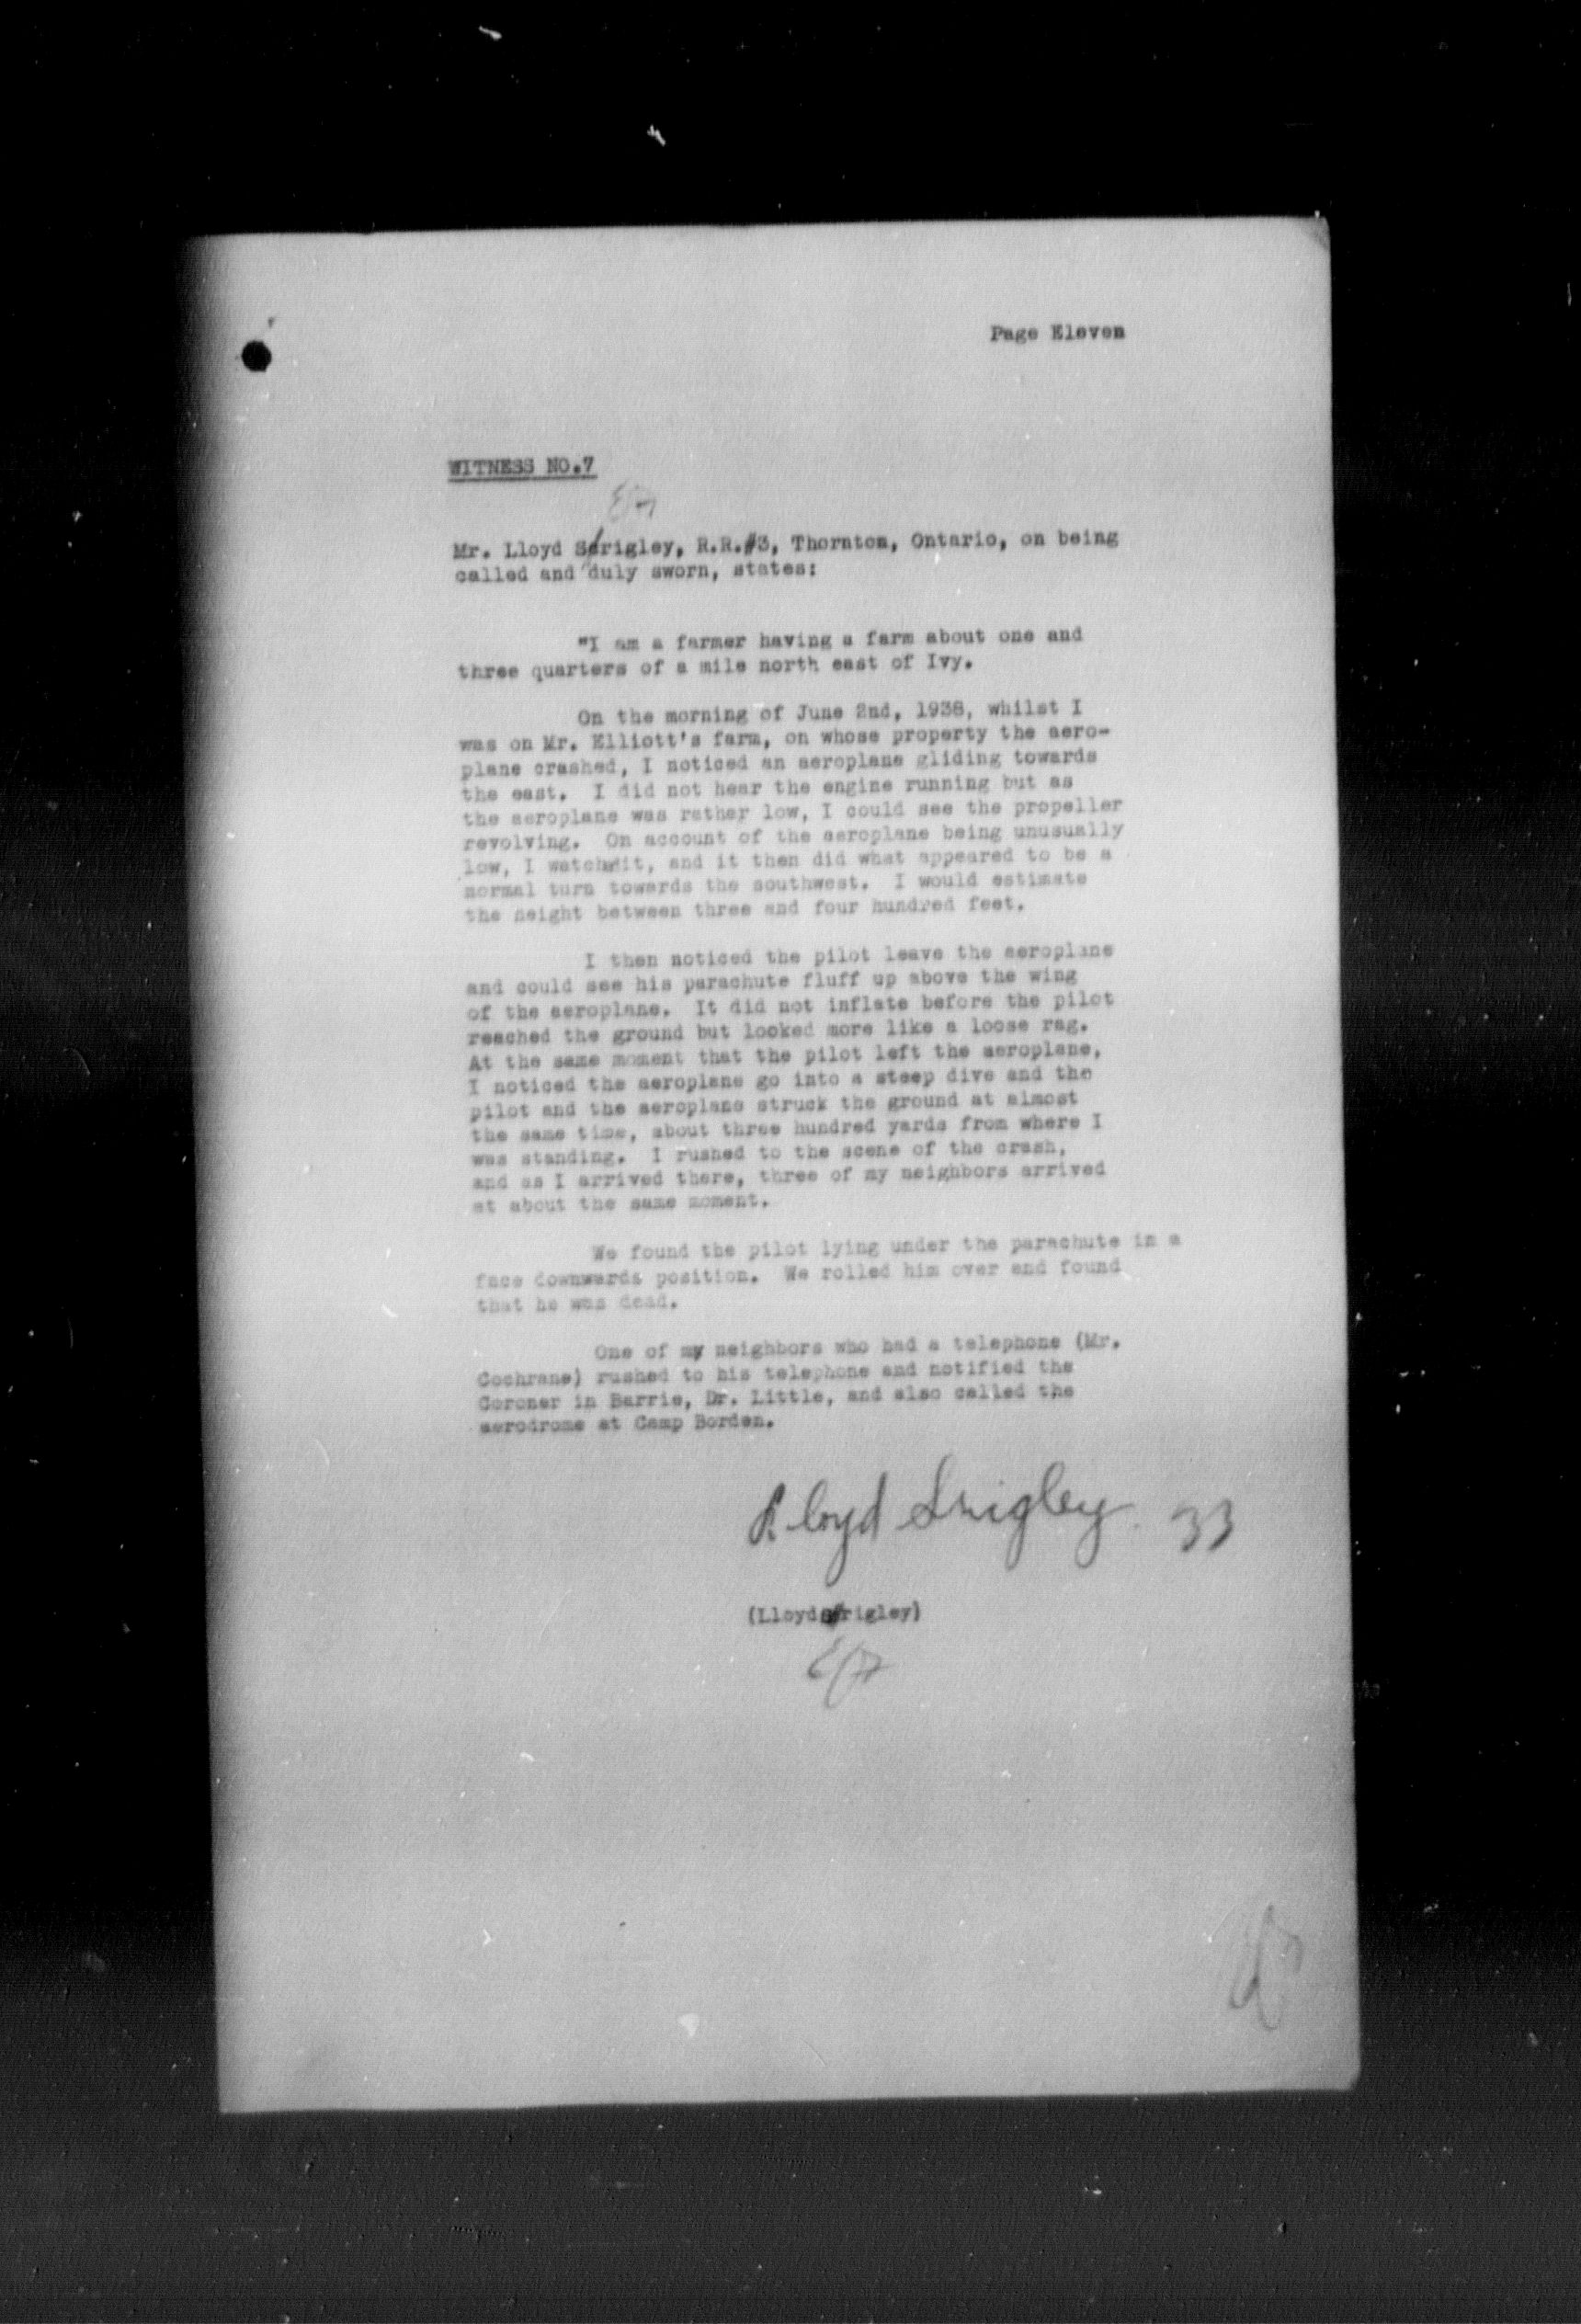 Page Eleven
WITNESS NO.7
Mr. Lloyd Srigley, R.R.#3, Thornton, Ontario, on being
called and duly sworn, states:
"I am a farmer having a farm about one and
three quarters of a mile north east of Ivy.
On the morning of June 2nd, 1938, whilst I
was on Mr. Elliott's farm, on whose property the aero-
plane crashed, I noticed an aeroplane gliding towards
the east. I did not hear the engine running but as
the aeroplane was rather low, I could see the propeller
revolving. On account of the aeroplane being unusually
low, I watched it, and it then did what appeared to be a
normal turn towards the southwest. I would estimate
the height between three and four hundred feet.
I then noticed the pilot leave the aeroplane
and could see his parachute fluff up above the wing
of the aeroplane. It did not inflate before the pilot
reached the ground but looked more like a loose rag.
At the same moment that the pilot left the aeroplane,
I noticed the aeroplane go into a steep dive and the
pilot and the aeroplane struck the ground at almost
the same time, about three hundred yards from where I
was standing. I rushed to the scene of the crash,
and as I arrived there, three of my neighbors arrived
at about the same moment.
We found the pilot lying under the parachute in a
face downwards position. We rolled him over and found
that he was dead.
One of my neighbors who had a telephone (Mr.
Cochrane) rushed to his telephone and notified the
Coroner in Barrie, Dr. Little, and also called the
aerodrome at Camp Borden.
Lloyd Srigley 33
(Lloyd Srigley)